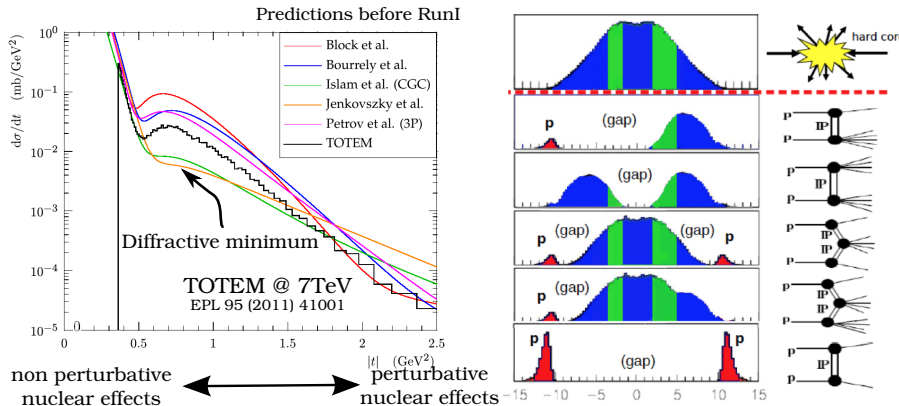 Predictions before RunI
dσ/dt (mb/GeV²)
10⁰
10⁻¹
10⁻²
10⁻³
10⁻⁴
10⁻⁵
Block et al.
Bourrely et al.
Islam et al. (CGC)
Jenkovszky et al.
Petrov et al. (3P)
TOTEM
Diffractive minimum
TOTEM @ 7TeV
EPL 95 (2011) 41001
0
0 0.5 1 1.5 2 2.5
|t| (GeV²)
non perturbative
nuclear effects
perturbative
nuclear effects
hard cor
p (gap)
p IP p
(gap)
p IP p
p (gap) (gap) p
p IP IP p
p (gap)
p IP IP p
p (gap) p
p IP p
−15 −10 −5 0 5 10 15